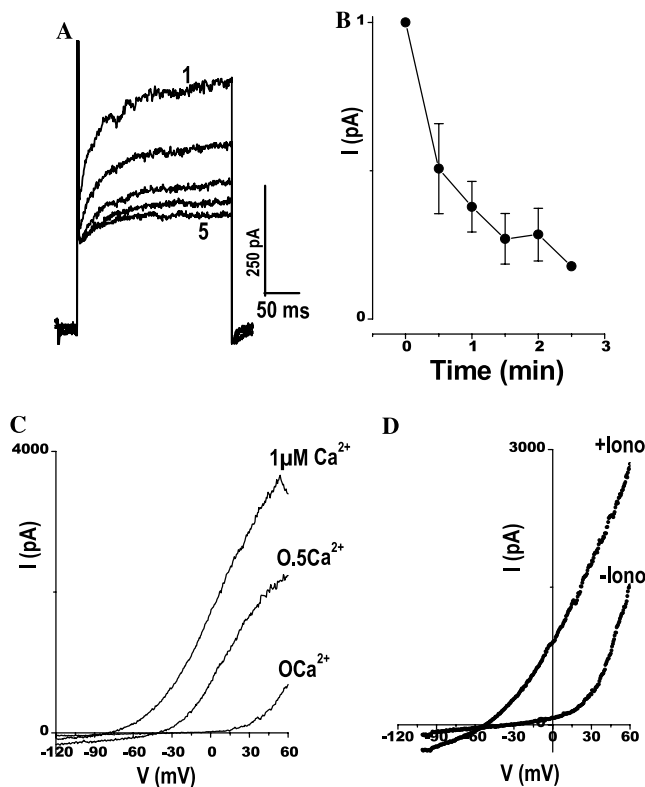 A
1
5
250 pA
50 ms
B
1
I (pA)
0
0
1
2
3
Time (min)
C
4000
I (pA)
0
1µM Ca²⁺
O.5Ca²⁺
OCa²⁺
-120 -90 -60 -30 0 30 60
V (mV)
D
3000
I (pA)
+Iono
-Iono
0
-120 -90 -60 -30 0 30 60
V (mV)